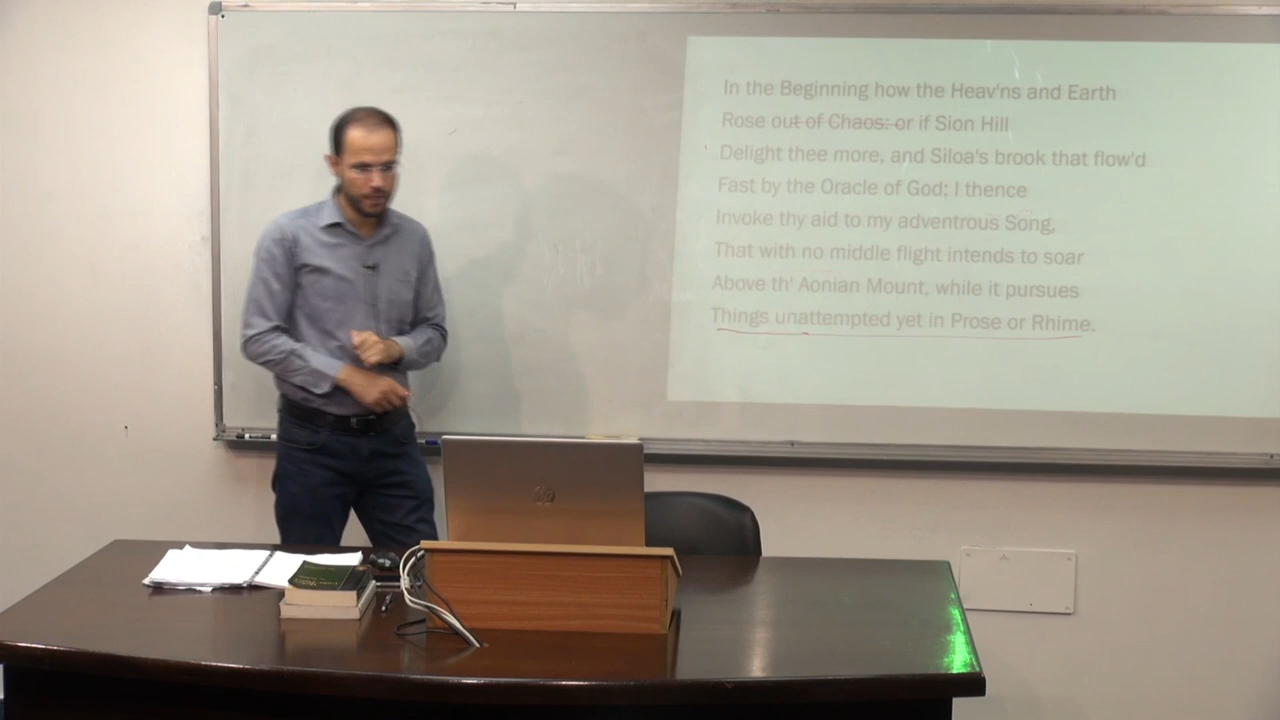 In the Beginning how the Heav'ns and Earth
Rose out of Chaos: or if Sion Hill
Delight thee more, and Siloa's brook that flow'd
Fast by the Oracle of God; I thence
Invoke thy aid to my adventrous Song,
That with no middle flight intends to soar
Above th' Aonian Mount, while it pursues
Things unattempted yet in Prose or Rhime.
hp